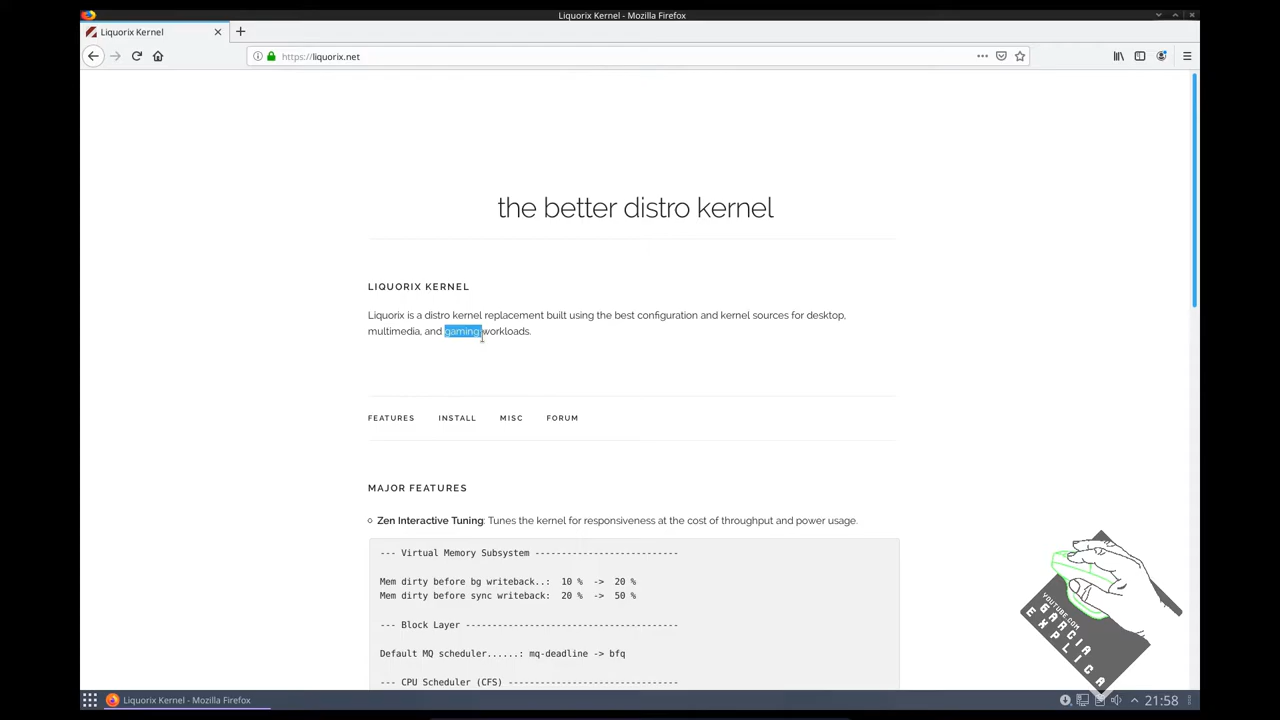 Liquorix Kernel - Mozilla Firefox
Liquorix Kernel
https://liquorix.net
the better distro kernel
LIQUORIX KERNEL
Liquorix is a distro kernel replacement built using the best configuration and kernel sources for desktop,
multimedia, and gaming workloads.
FEATURES INSTALL MISC FORUM
MAJOR FEATURES
Zen Interactive Tuning: Tunes the kernel for responsiveness at the cost of throughput and power usage.
--- Virtual Memory Subsystem -------------------------
Mem dirty before bg writeback..: 10 % -> 20 %
Mem dirty before sync writeback: 20 % -> 50 %
--- Block Layer --------------------------------------
Default MQ scheduler......: mq-deadline -> bfq
--- CPU Scheduler (CFS) ------------------------------
YOUTUBE.COM
GARCIA
EXPLICA
Liquorix Kernel - Mozilla Firefox
21:58